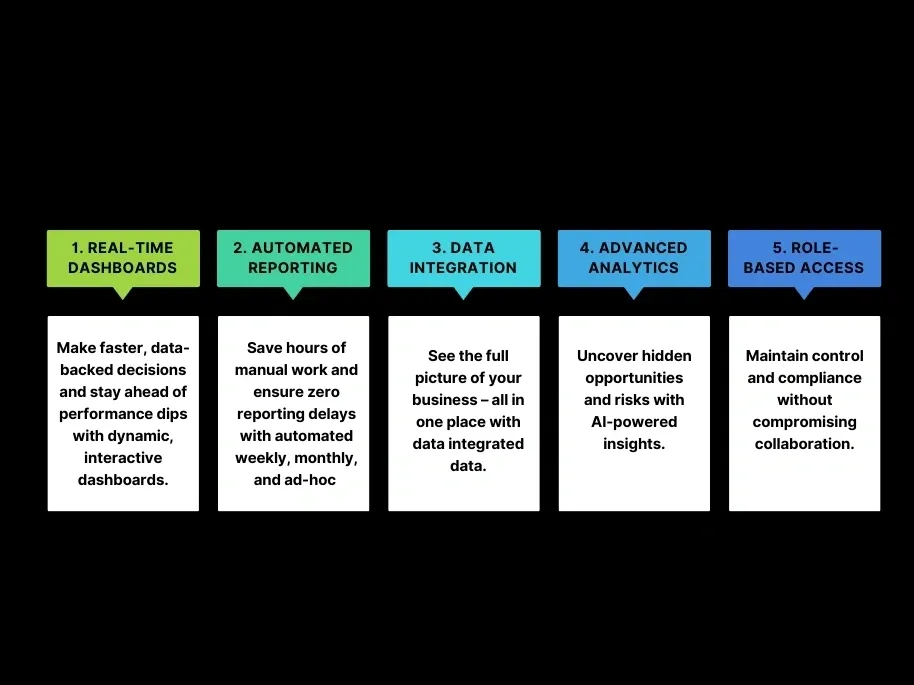 1. REAL-TIME
DASHBOARDS
Make faster, data-
backed decisions
and stay ahead of
performance dips
with dynamic,
interactive
dashboards.
2. AUTOMATED
REPORTING
Save hours of
manual work and
ensure zero
reporting delays
with automated
weekly, monthly,
and ad-hoc
3. DATA
INTEGRATION
See the full
picture of your
business – all in
one place with
data integrated
data.
4. ADVANCED
ANALYTICS
Uncover hidden
opportunities
and risks with
AI-powered
insights.
5. ROLE-
BASED ACCESS
Maintain control
and compliance
without
compromising
collaboration.